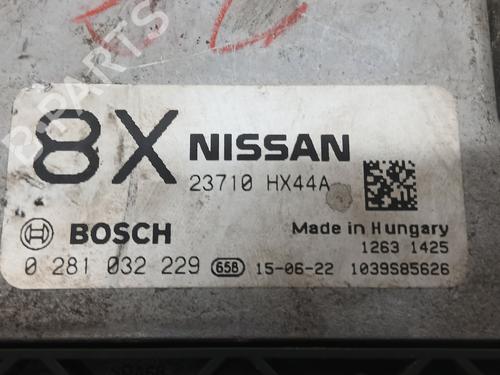 B-PARTS
8X NISSAN
23710 HX44A
BOSCH
Made in Hungary
1263 1425
0 281 032 229 658 15-06-22 1039S85626